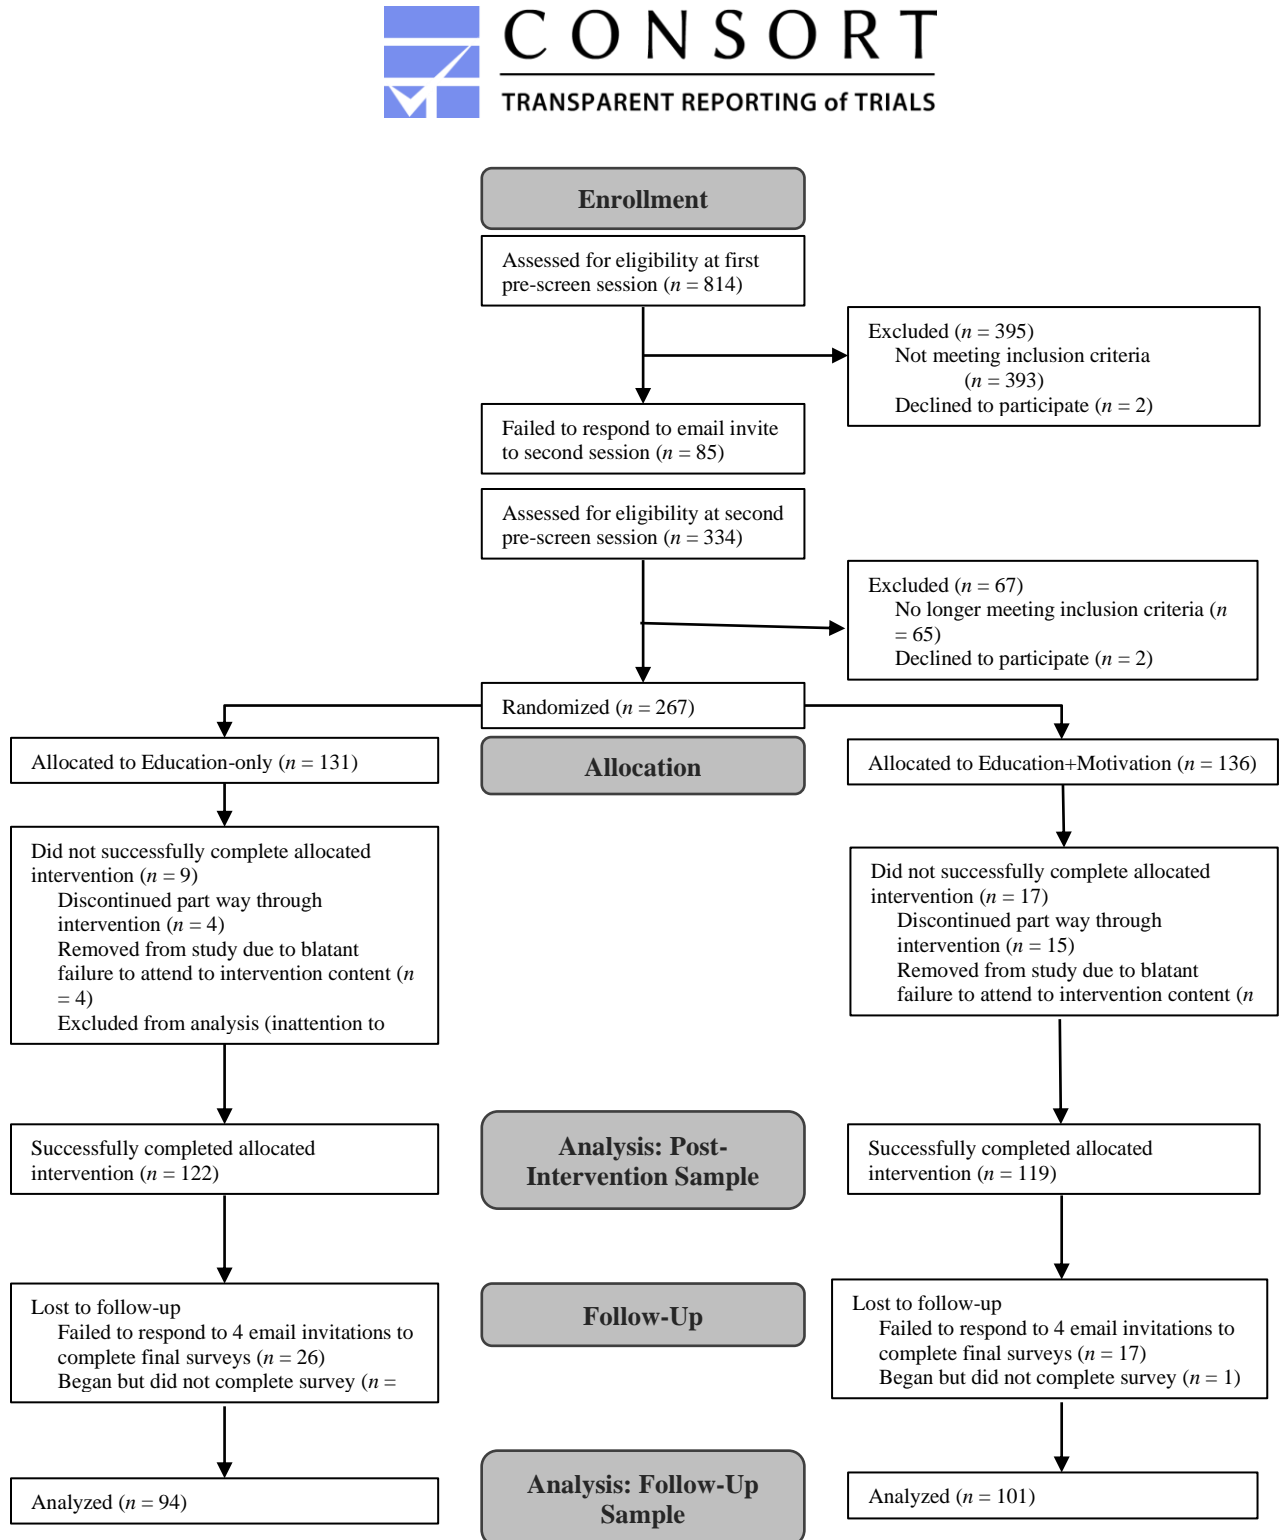 CONSORT
TRANSPARENT REPORTING of TRIALS
Enrollment
Assessed for eligibility at first
pre-screen session (n = 814)
Excluded (n = 395)
Not meeting inclusion criteria
(n = 393)
Declined to participate (n = 2)
Failed to respond to email invite
to second session (n = 85)
Assessed for eligibility at second
pre-screen session (n = 334)
Excluded (n = 67)
No longer meeting inclusion criteria (n
= 65)
Declined to participate (n = 2)
Randomized (n = 267)
Allocated to Education-only (n = 131)
Allocation
Allocated to Education+Motivation (n = 136)
Did not successfully complete allocated
intervention (n = 9)
Discontinued part way through
intervention (n = 4)
Removed from study due to blatant
failure to attend to intervention content (n
= 4)
Excluded from analysis (inattention to
Did not successfully complete allocated
intervention (n = 17)
Discontinued part way through
intervention (n = 15)
Removed from study due to blatant
failure to attend to intervention content (n
Successfully completed allocated
intervention (n = 122)
Analysis: Post-
Intervention Sample
Successfully completed allocated
intervention (n = 119)
Lost to follow-up
Failed to respond to 4 email invitations to
complete final surveys (n = 26)
Began but did not complete survey (n =
Follow-Up
Lost to follow-up
Failed to respond to 4 email invitations to
complete final surveys (n = 17)
Began but did not complete survey (n = 1)
Analyzed (n = 94)
Analysis: Follow-Up
Sample
Analyzed (n = 101)